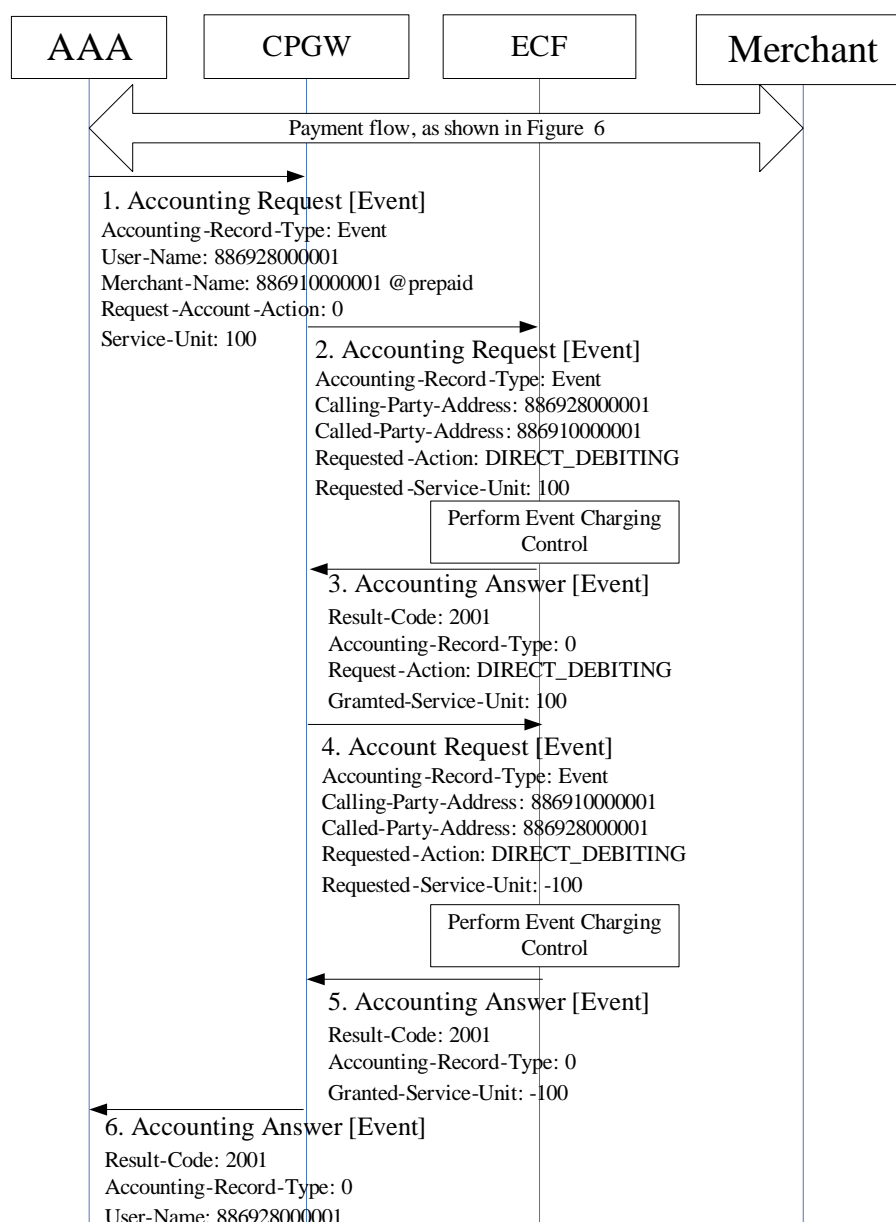 AAA
CPGW
ECF
Merchant
Payment flow, as shown in Figure 6
1. Accounting Request [Event]
Accounting-Record-Type: Event
User-Name: 886928000001
Merchant-Name: 886910000001 @prepaid
Request-Account-Action: 0
Service-Unit: 100
2. Accounting Request [Event]
Accounting-Record-Type: Event
Calling-Party-Address: 886928000001
Called-Party-Address: 886910000001
Requested-Action: DIRECT_DEBITING
Requested-Service-Unit: 100
Perform Event Charging
Control
3. Accounting Answer [Event]
Result-Code: 2001
Accounting-Record-Type: 0
Request-Action: DIRECT_DEBITING
Gramted-Service-Unit: 100
4. Account Request [Event]
Accounting-Record-Type: Event
Calling-Party-Address: 886910000001
Called-Party-Address: 886928000001
Requested-Action: DIRECT_DEBITING
Requested-Service-Unit: -100
Perform Event Charging
Control
5. Accounting Answer [Event]
Result-Code: 2001
Accounting-Record-Type: 0
Granted-Service-Unit: -100
6. Accounting Answer [Event]
Result-Code: 2001
Accounting-Record-Type: 0
User-Name: 886928000001